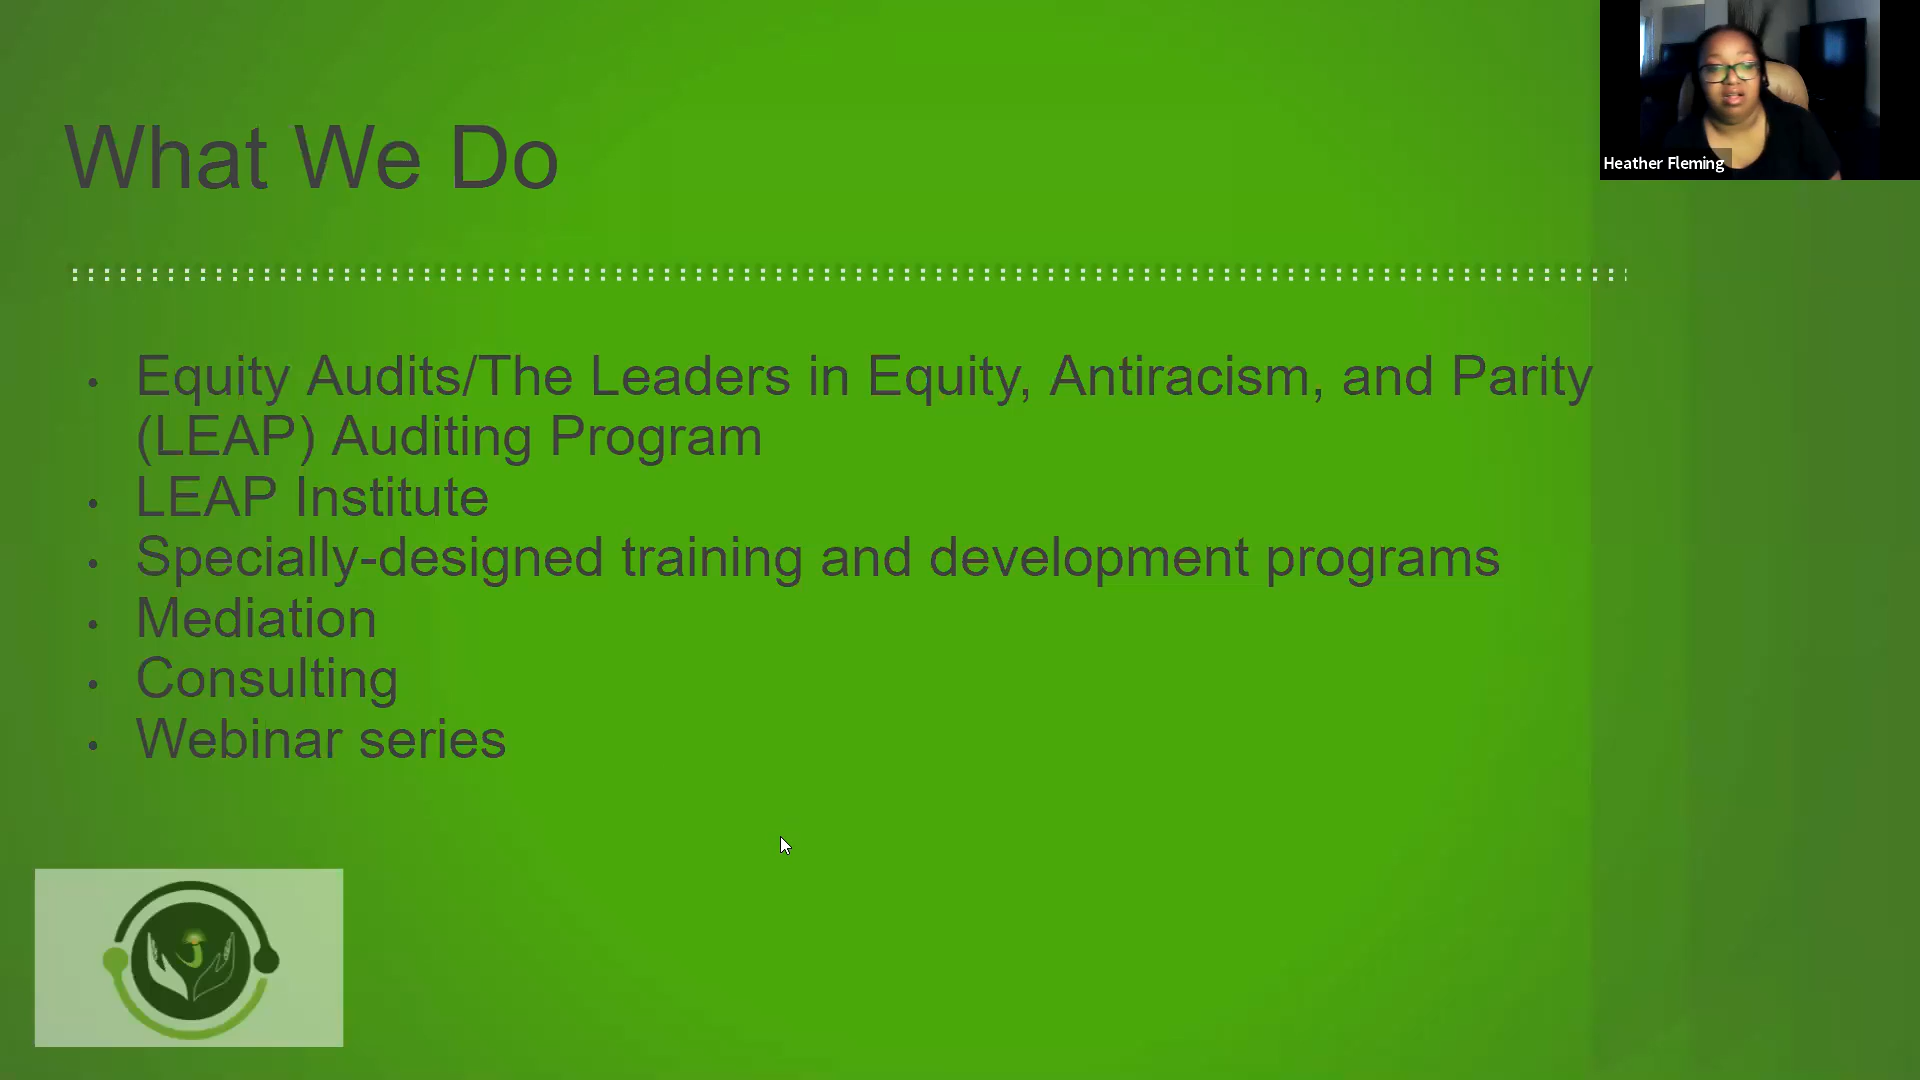 What We Do
Heather Fleming
• Equity Audits/The Leaders in Equity, Antiracism, and Parity
(LEAP) Auditing Program
• LEAP Institute
• Specially-designed training and development programs
• Mediation
• Consulting
• Webinar series